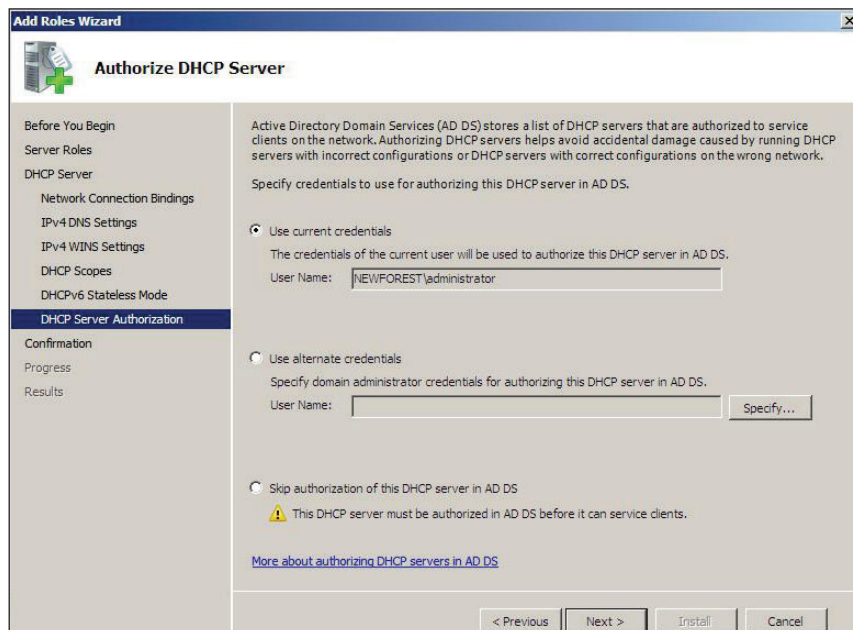 Add Roles Wizard
Authorize DHCP Server
Before You Begin
Server Roles
DHCP Server
Network Connection Bindings
IPv4 DNS Settings
IPv4 WINS Settings
DHCP Scopes
DHCPv6 Stateless Mode
DHCP Server Authorization
Confirmation
Progress
Results
Active Directory Domain Services (AD DS) stores a list of DHCP servers that are authorized to service
clients on the network. Authorizing DHCP servers helps avoid accidental damage caused by running DHCP
servers with incorrect configurations or DHCP servers with correct configurations on the wrong network.
Specify credentials to use for authorizing this DHCP server in AD DS.
Use current credentials
The credentials of the current user will be used to authorize this DHCP server in AD DS.
User Name: NEWFOREST\administrator
Use alternate credentials
Specify domain administrator credentials for authorizing this DHCP server in AD DS.
User Name:
Specify...
Skip authorization of this DHCP server in AD DS
This DHCP server must be authorized in AD DS before it can service clients.
More about authorizing DHCP servers in AD DS
< Previous Next > Install Cancel